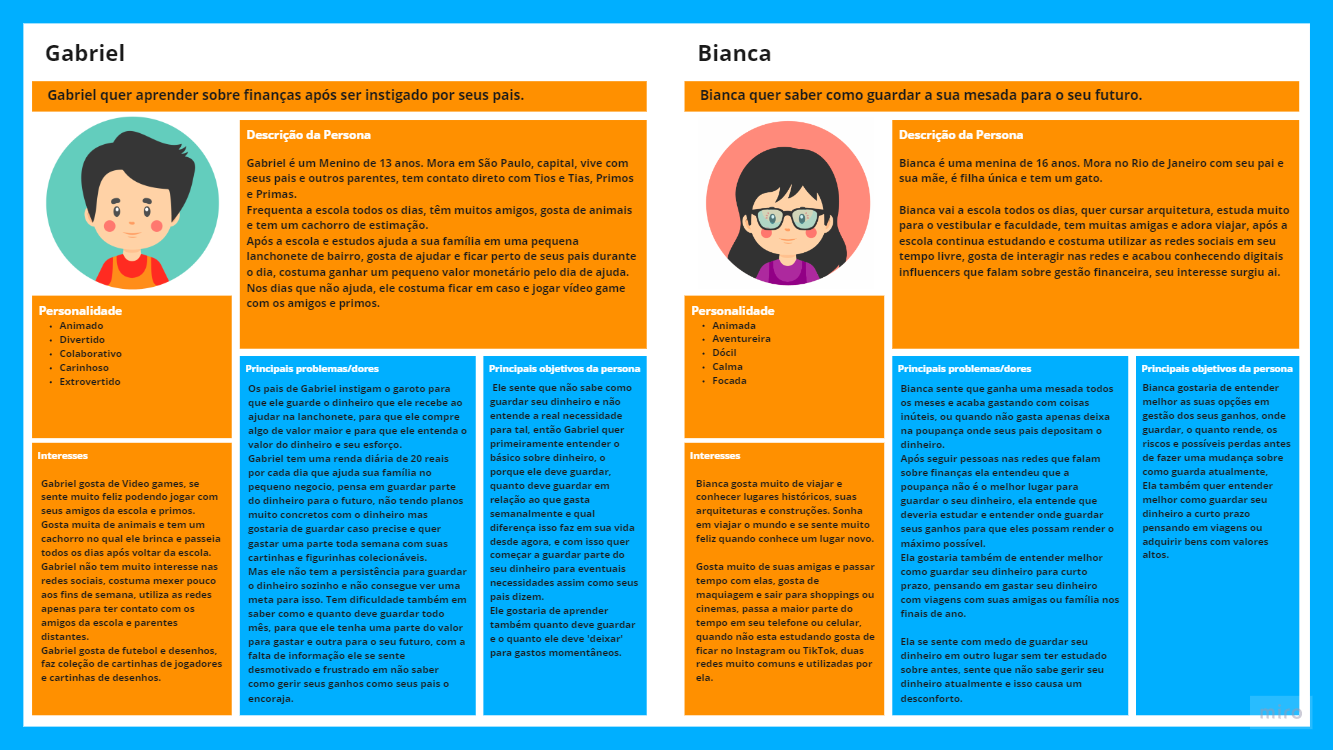 Gabriel
Gabriel quer aprender sobre finanças após ser instigado por seus pais.
Descrição da Persona
Gabriel é um Menino de 13 anos. Mora em São Paulo, capital, vive com
seus pais e outros parentes, tem contato direto com Tios e Tias, Primos
e Primas.
Frequenta a escola todos os dias, têm muitos amigos, gosta de animais
e tem um cachorro de estimação.
Após a escola e estudos ajuda a sua família em uma pequena
lanchonete de bairro, gosta de ajudar e ficar perto de seus pais durante
o dia, costuma ganhar um pequeno valor monetário pelo dia de ajuda.
Nos dias que não ajuda, ele costuma ficar em caso e jogar vídeo game
com os amigos e primos.
Personalidade
• Animado
• Divertido
• Colaborativo
• Carinhoso
• Extrovertido
Interesses
Gabriel gosta de Video games, se
sente muito feliz podendo jogar com
seus amigos da escola e primos.
Gosta muita de animais e tem um
cachorro no qual ele brinca e passeia
todos os dias após voltar da escola.
Gabriel não tem muito interesse nas
redes sociais, costuma mexer pouco
aos fins de semana, utiliza as redes
apenas para ter contato com os
amigos da escola e parentes
distantes.
Gabriel gosta de futebol e desenhos,
faz coleção de cartinhas de jogadores
e cartinhas de desenhos.
Principais problemas/dores
Os pais de Gabriel instigam o garoto para
que ele guarde o dinheiro que ele recebe ao
ajudar na lanchonete, para que ele compre
algo de valor maior e para que ele entenda o
valor do dinheiro e seu esforço.
Gabriel tem uma renda diária de 20 reais
por cada dia que ajuda sua família no
pequeno negocio, pensa em guardar parte
do dinheiro para o futuro, não tendo planos
muito concretos com o dinheiro mas
gostaria de guardar caso precise e quer
gastar uma parte toda semana com suas
cartinhas e figurinhas colecionáveis.
Mas ele não tem a persistência para guardar
o dinheiro sozinho e não consegue ver uma
meta para isso. Tem dificuldade também em
saber como e quanto deve guardar todo
mês, para que ele tenha uma parte do valor
para gastar e outra para o seu futuro, com a
falta de informação ele se sente
desmotivado e frustrado em não saber
como gerir seus ganhos como seus pais o
encoraja.
Principais objetivos da persona
Ele sente que não sabe como
guardar seu dinheiro e não
entende a real necessidade
para tal, então Gabriel quer
primeiramente entender o
básico sobre dinheiro, o
porque ele deve guardar,
quanto deve guardar em
relação ao que gasta
semanalmente e qual
diferença isso faz em sua vida
desde agora, e com isso quer
começar a guardar parte do
seu dinheiro para eventuais
necessidades assim como seus
pais dizem.
Ele gostaria de aprender
também quanto deve guardar
e o quanto ele deve 'deixar'
para gastos momentâneos.
Bianca
Bianca quer saber como guardar a sua mesada para o seu futuro.
Descrição da Persona
Bianca é uma menina de 16 anos. Mora no Rio de Janeiro com seu pai e
sua mãe, é filha única e tem um gato.
Bianca vai a escola todos os dias, quer cursar arquitetura, estuda muito
para o vestibular e faculdade, tem muitas amigas e adora viajar, após a
escola continua estudando e costuma utilizar as redes sociais em seu
tempo livre, gosta de interagir nas redes e acabou conhecendo digitais
influencers que falam sobre gestão financeira, seu interesse surgiu ai.
Personalidade
• Animada
• Aventureira
• Dócil
• Calma
• Focada
Interesses
Bianca gosta muito de viajar e
conhecer lugares históricos, suas
arquiteturas e construções. Sonha
em viajar o mundo e se sente muito
feliz quando conhece um lugar novo.
Gosta muito de suas amigas e passar
tempo com elas, gosta de
maquiagem e sair para shoppings ou
cinemas, passa a maior parte do
tempo em seu telefone ou celular,
quando não esta estudando gosta de
ficar no Instagram ou TikTok, duas
redes muito comuns e utilizadas por
ela.
Principais problemas/dores
Bianca sente que ganha uma mesada todos
os meses e acaba gastando com coisas
inúteis, ou quando não gasta apenas deixa
na poupança onde seus pais depositam o
dinheiro.
Após seguir pessoas nas redes que falam
sobre finanças ela entendeu que a
poupança não é o melhor lugar para
guardar o seu dinheiro, ela entende que
deveria estudar e entender onde guardar
seus ganhos para que eles possam render o
máximo possível.
Ela gostaria também de entender melhor
como guardar seu dinheiro para curto
prazo, pensando em gastar seu dinheiro
com viagens com suas amigas ou família nos
finais de ano.
Ela se sente com medo de guardar seu
dinheiro em outro lugar sem ter estudado
sobre antes, sente que não sabe gerir seu
dinheiro atualmente e isso causa um
desconforto.
Principais objetivos da persona
Bianca gostaria de entender
melhor as suas opções em
gestão dos seus ganhos, onde
guardar, o quanto rende, os
riscos e possíveis perdas antes
de fazer uma mudança sobre
como guarda atualmente,
Ela também quer entender
melhor como guardar seu
dinheiro a curto prazo
pensando em viagens ou
adquirir bens com valores
altos.
miro